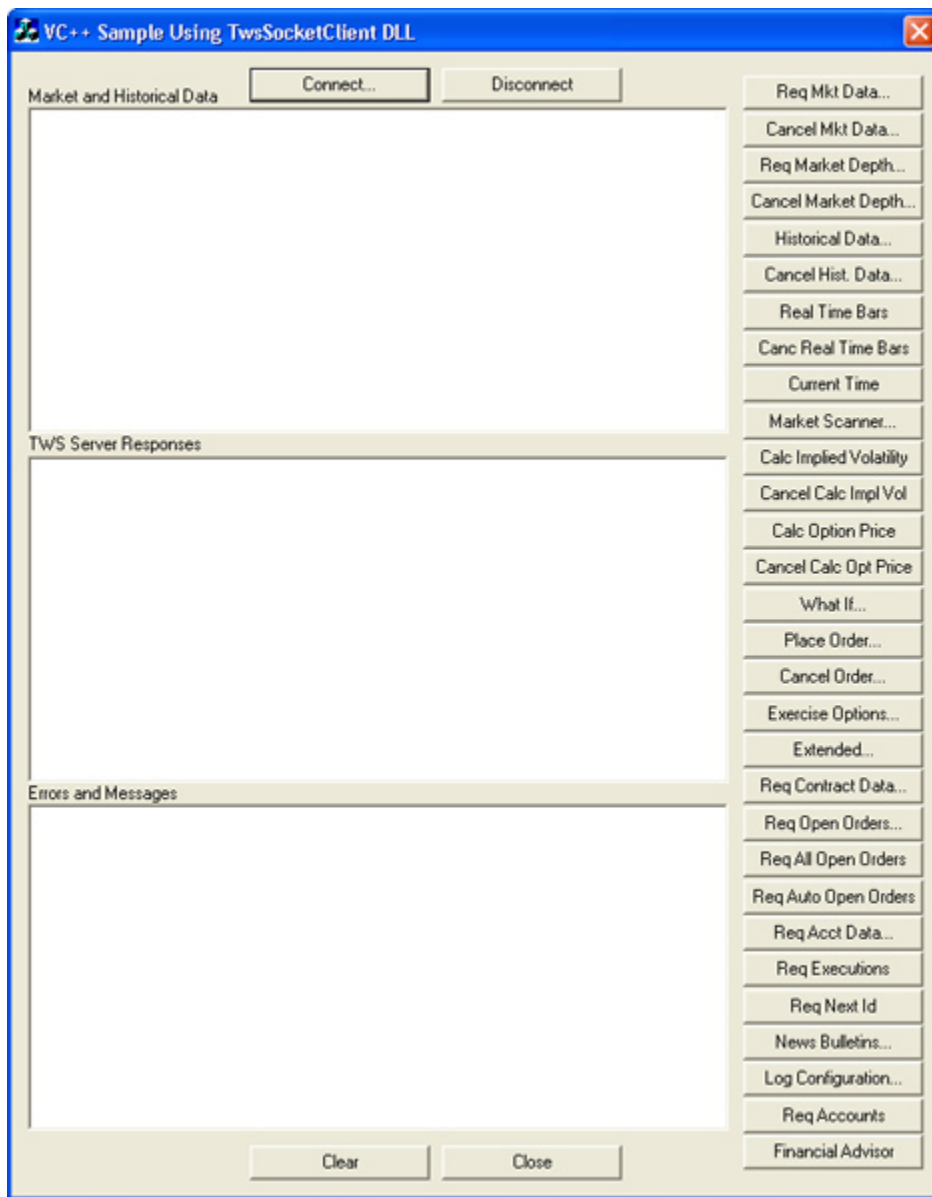 VC++ Sample Using TwsSocketClient DLL
Connect...
Disconnect
Market and Historical Data
TWS Server Responses
Errors and Messages
Clear
Close
Req Mkt Data...
Cancel Mkt Data...
Req Market Depth...
Cancel Market Depth...
Historical Data...
Cancel Hist. Data...
Real Time Bars
Canc Real Time Bars
Current Time
Market Scanner...
Calc Implied Volatility
Cancel Calc Impl Vol
Calc Option Price
Cancel Calc Opt Price
What If...
Place Order...
Cancel Order...
Exercise Options...
Extended...
Req Contract Data...
Req Open Orders...
Req All Open Orders
Req Auto Open Orders
Req Acct Data...
Req Executions
Req Next Id
News Bulletins...
Log Configuration...
Req Accounts
Financial Advisor